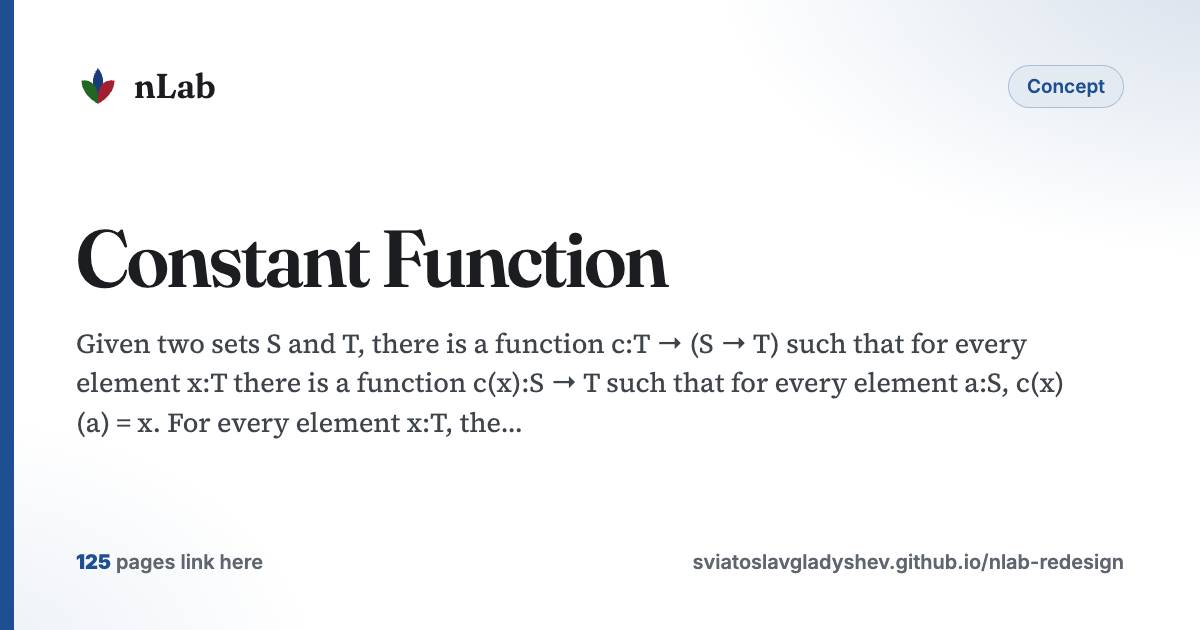 nLab
Concept
Constant Function
Given two sets S and T, there is a function c:T → (S → T) such that for every
element x:T there is a function c(x):S → T such that for every element a:S, c(x)
(a) = x. For every element x:T, the...
125 pages link here
sviatoslavgladyshev.github.io/nlab-redesign